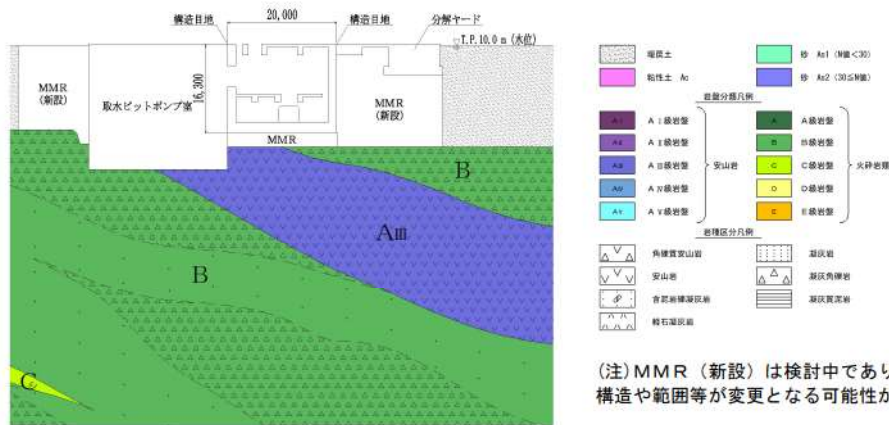 20,000
構造目地
構造目地
分解ヤード
T.P.10.0m (水位)
16,300
MMR
(新設)
取水ピットポンプ室
MMR
(新設)
MMR
B
AⅢ
B
C
埋戻土
粘性土 Ac
砂 As1 (N値<30)
砂 As2 (30≦N値)
岩盤分類凡例
AⅠ AⅠ級岩盤
AⅡ AⅡ級岩盤
AⅢ AⅢ級岩盤
AⅣ AⅣ級岩盤
AⅤ AⅤ級岩盤
安山岩
A A級岩盤
B B級岩盤
C C級岩盤
D D級岩盤
E E級岩盤
火砕岩類
岩種区分凡例
角礫質安山岩
安山岩
含泥岩礫凝灰岩
軽石凝灰岩
凝灰岩
凝灰角礫岩
凝灰質泥岩
(注)MMR(新設)は検討中であり
構造や範囲等が変更となる可能性が